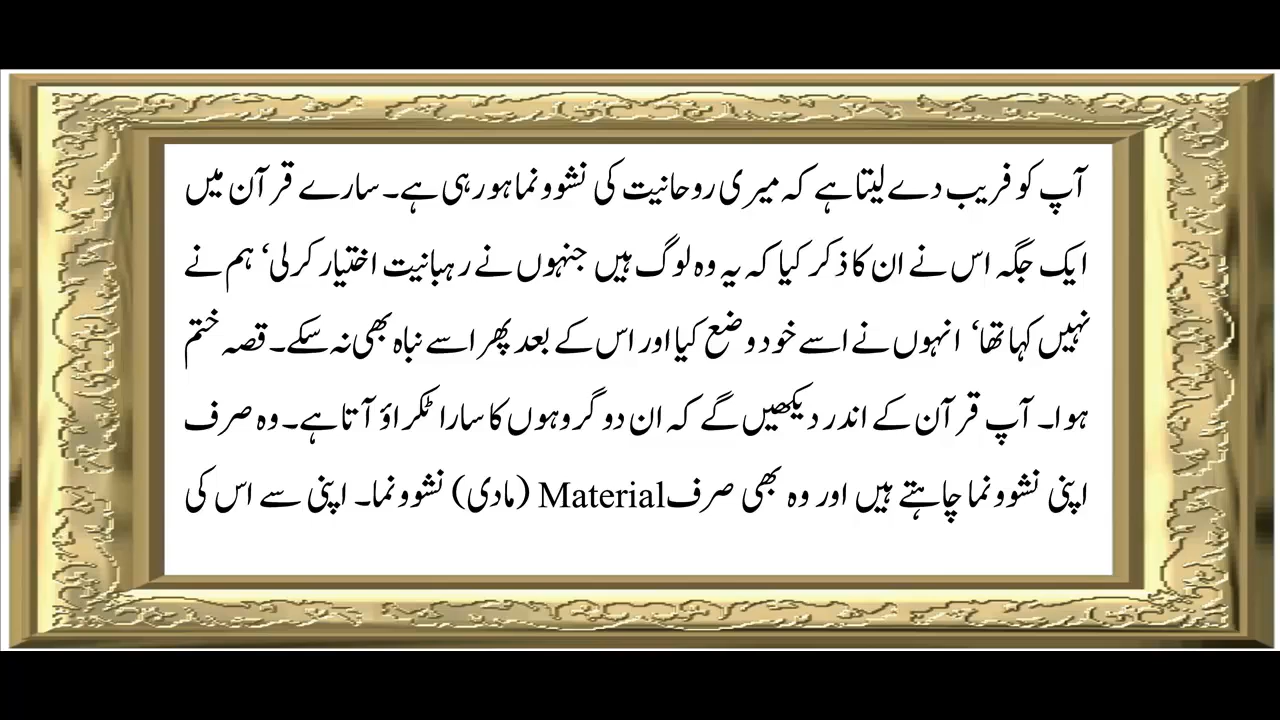 آپ کو فریب دے لیتا ہے کہ میری روحانیت کی نشوونما ہو رہی ہے۔ سارے قرآن میں
ایک جگہ اس نے ان کا ذکر کیا کہ یہ وہ لوگ ہیں جنہوں نے رہبانیت اختیار کر لی‘ ہم نے
نہیں کہا تھا‘ انہوں نے اسے خود وضع کیا اور اس کے بعد پھر اسے نباہ بھی نہ سکے۔ قصہ ختم
ہوا۔ آپ قرآن کے اندر دیکھیں گے کہ ان دو گروہوں کا سارا ٹکراؤ آتا ہے۔ وہ صرف
اپنی نشوونما چاہتے ہیں اور وہ بھی صرف Material (مادی) نشوونما۔ اپنی سے اس کی